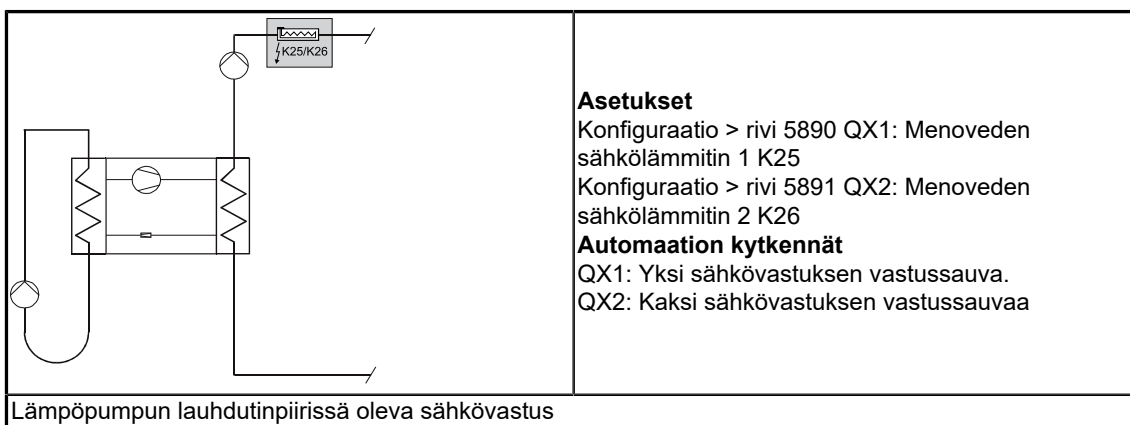 K25/K26
Asetukset
Konfiguraatio > rivi 5890 QX1: Menoveden
sähkölämmitin 1 K25
Konfiguraatio > rivi 5891 QX2: Menoveden
sähkölämmitin 2 K26
Automaation kytkennät
QX1: Yksi sähkövastuksen vastussauva.
QX2: Kaksi sähkövastuksen vastussauvaa
Lämpöpumpun lauhdutinpiirissä oleva sähkövastus